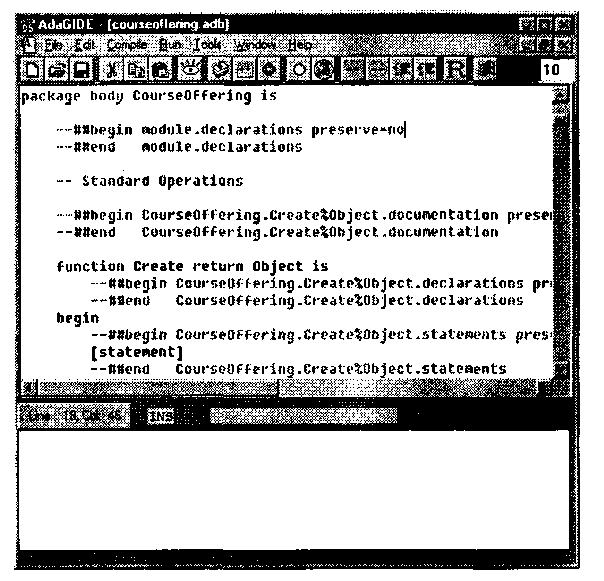 AdaGIDE - [courseoffering.adb]
File Edit Compile Run Tools Window Help
R 10
package body CourseOffering is
--##begin module.declarations preserve=no
--##end module.declarations
-- Standard Operations
--##begin CourseOffering.Create%Object.documentation preser
--##end CourseOffering.Create%Object.documentation
function Create return Object is
--##begin CourseOffering.Create%Object.declarations pr
--##end CourseOffering.Create%Object.declarations
begin
--##begin CourseOffering.Create%Object.statements pres
[statement]
--##end CourseOffering.Create%Object.statements
INS